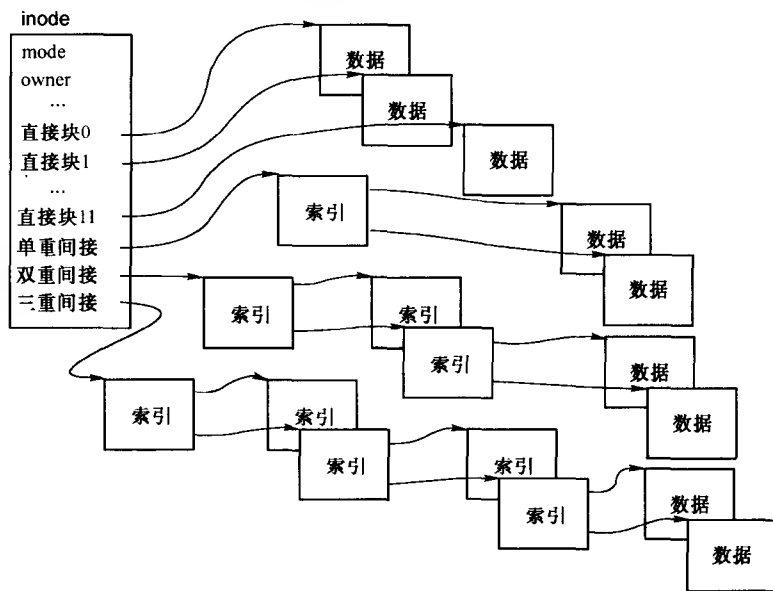 inode
mode
owner
...
直接块0
直接块1
...
直接块11
单重间接
双重间接
三重间接
数据
数据
数据
索引
数据
数据
索引
索引
索引
数据
数据
索引
索引
索引
索引
索引
数据
数据